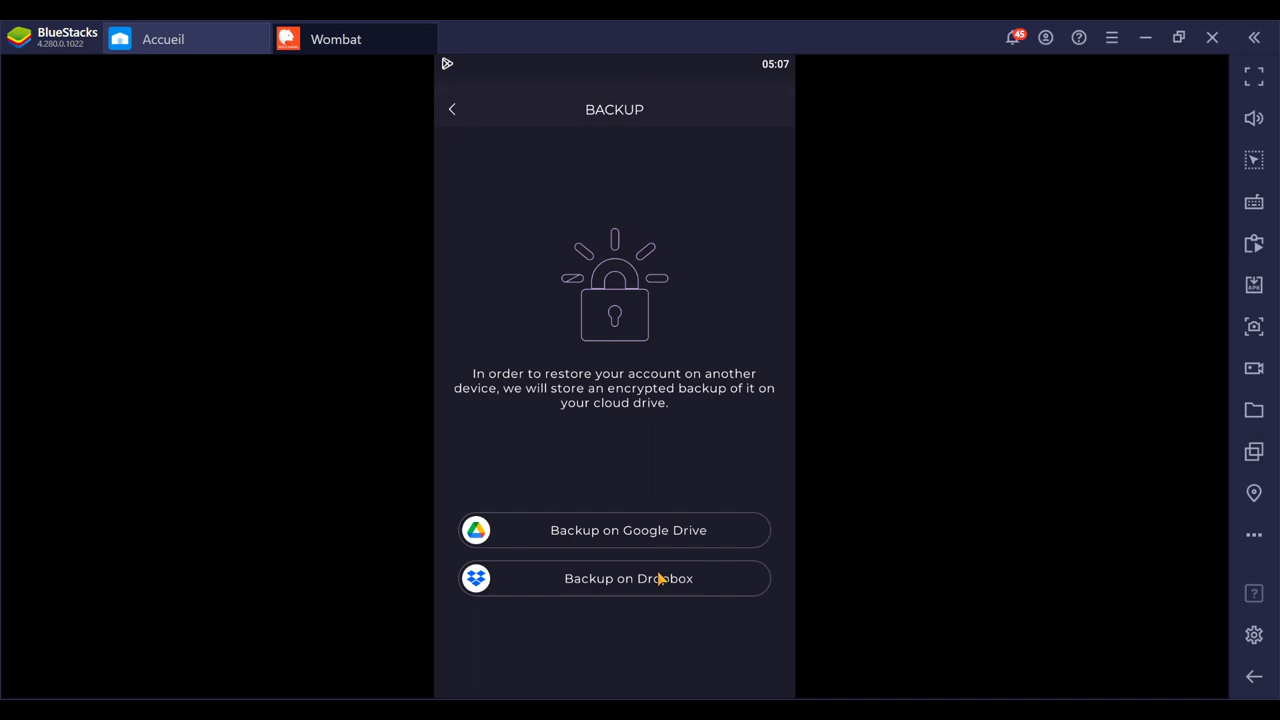 BlueStacks
4.280.0.1022
Accueil
Wombat
45
05:07
BACKUP
In order to restore your account on another
device, we will store an encrypted backup of it on
your cloud drive.
Backup on Google Drive
Backup on Dropbox
APK